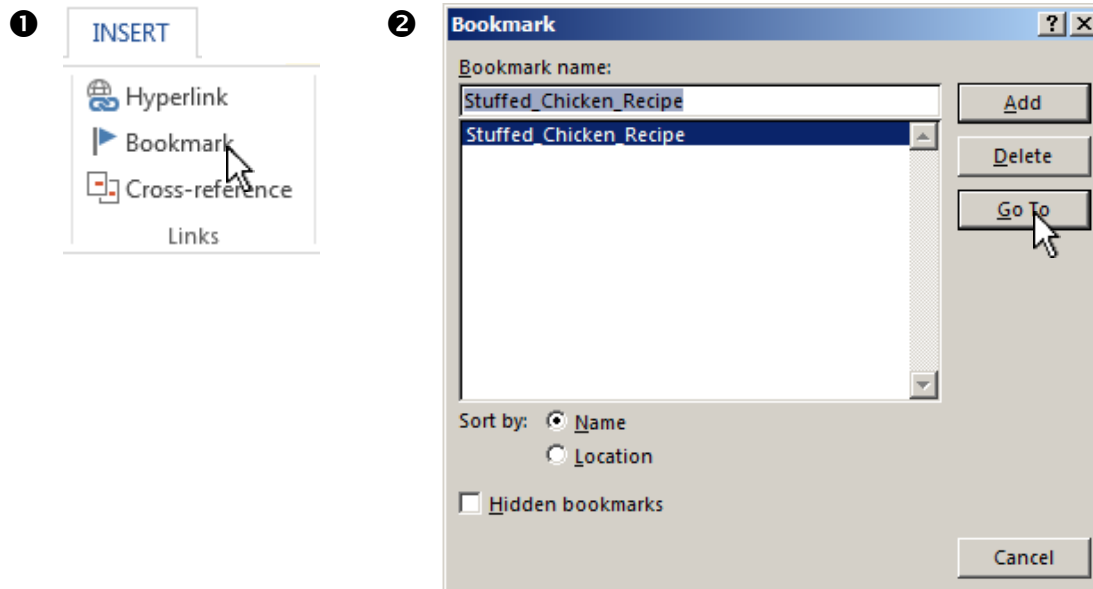 ❶
INSERT
Hyperlink
Bookmark
Cross-reference
Links
❷
Bookmark
Bookmark name:
Stuffed_Chicken_Recipe
Stuffed_Chicken_Recipe
Add
Delete
Go To
Sort by:
Name
Location
Hidden bookmarks
Cancel